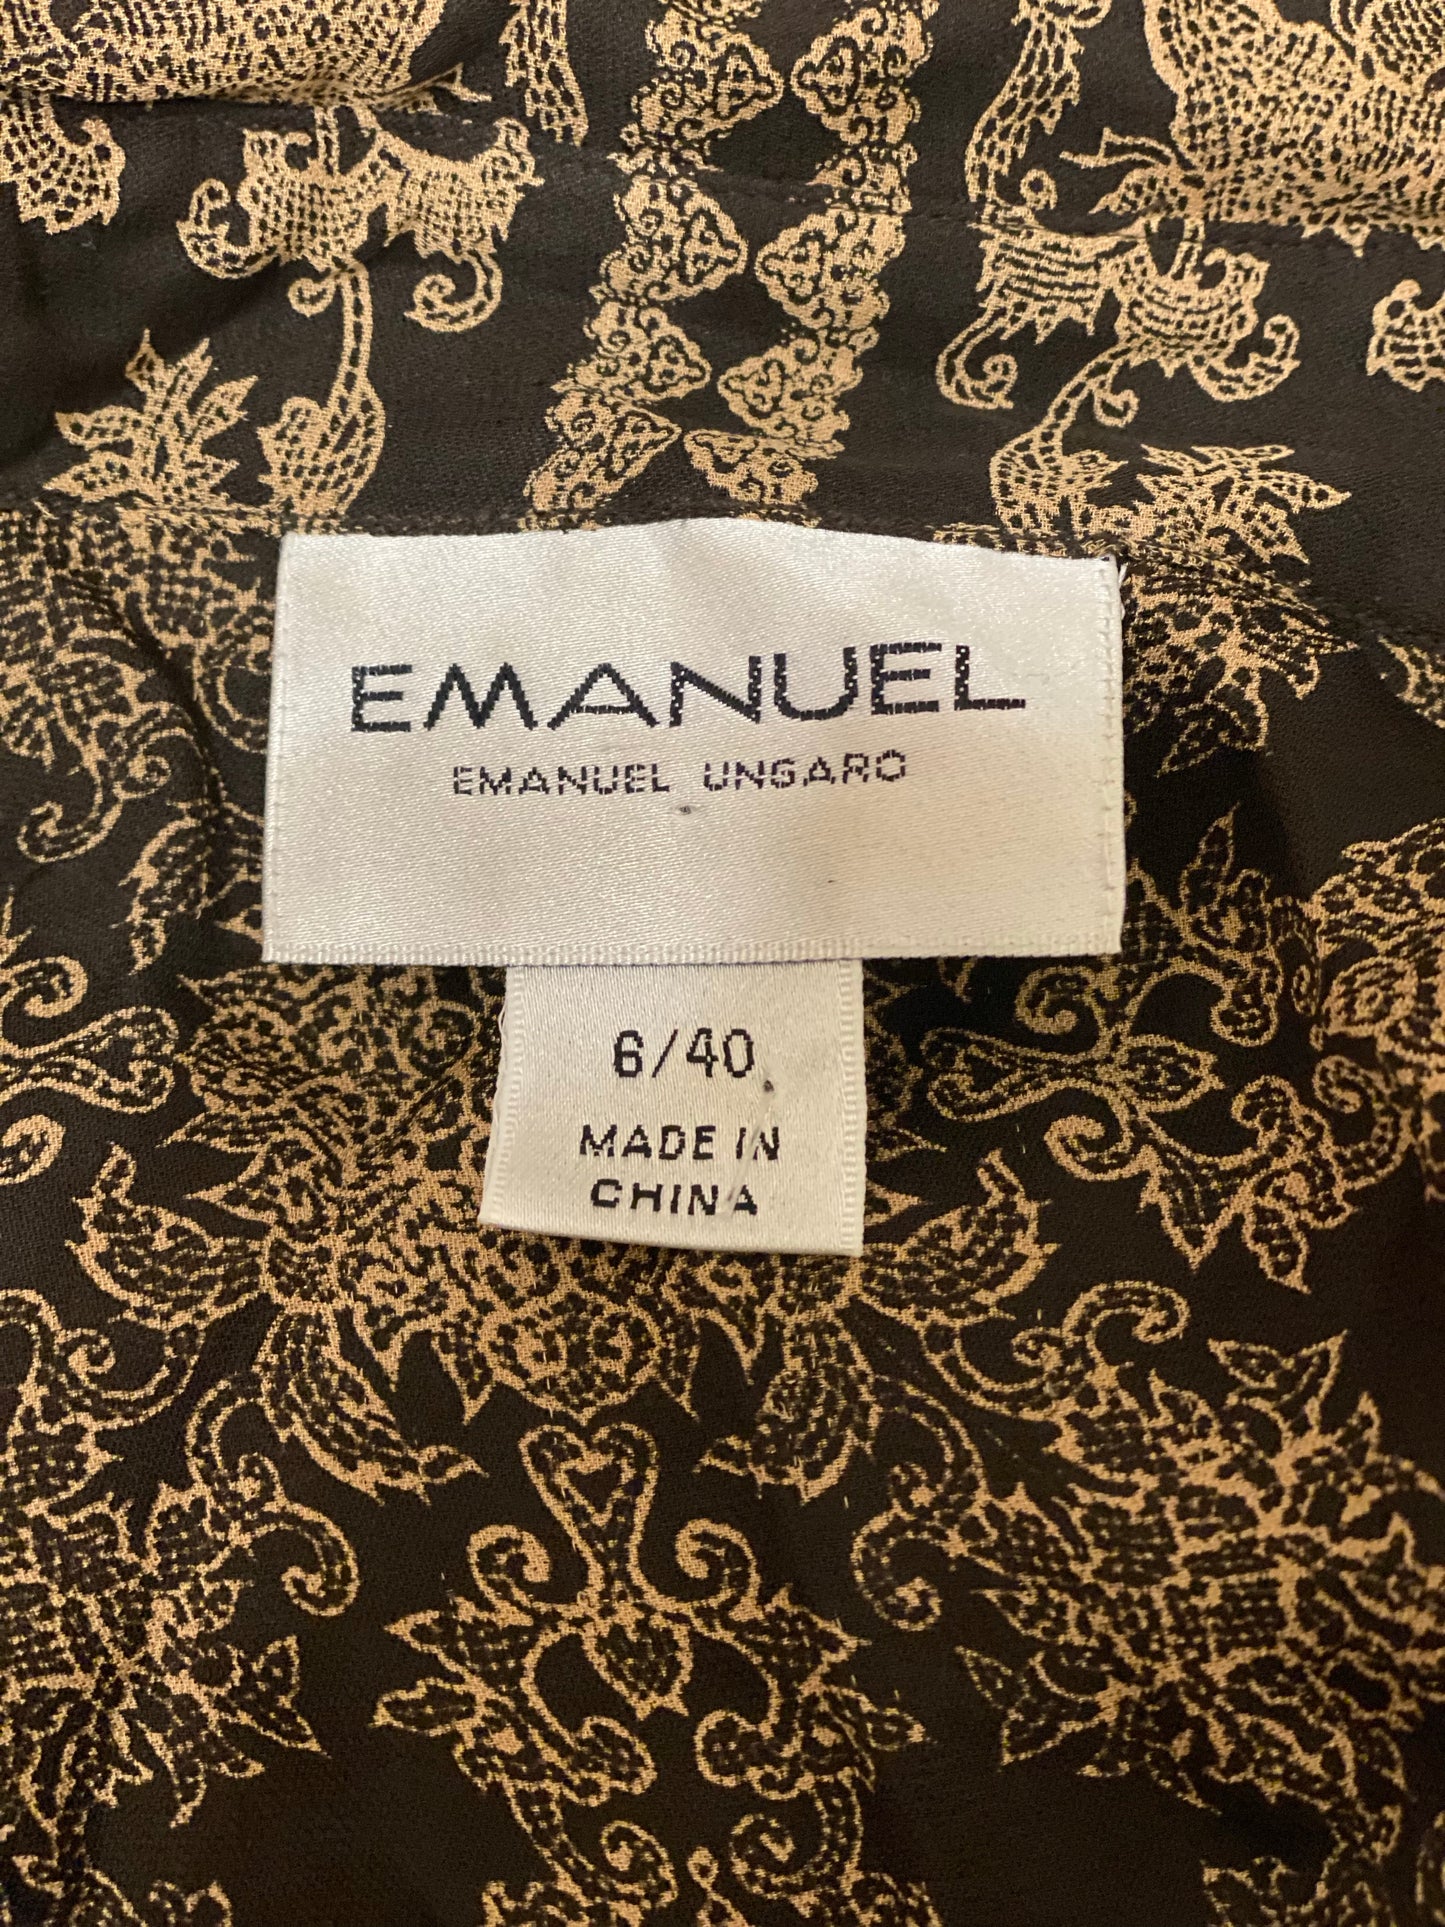 EMANUEL
EMANUEL UNGARO
6/40
MADE IN
CHINA